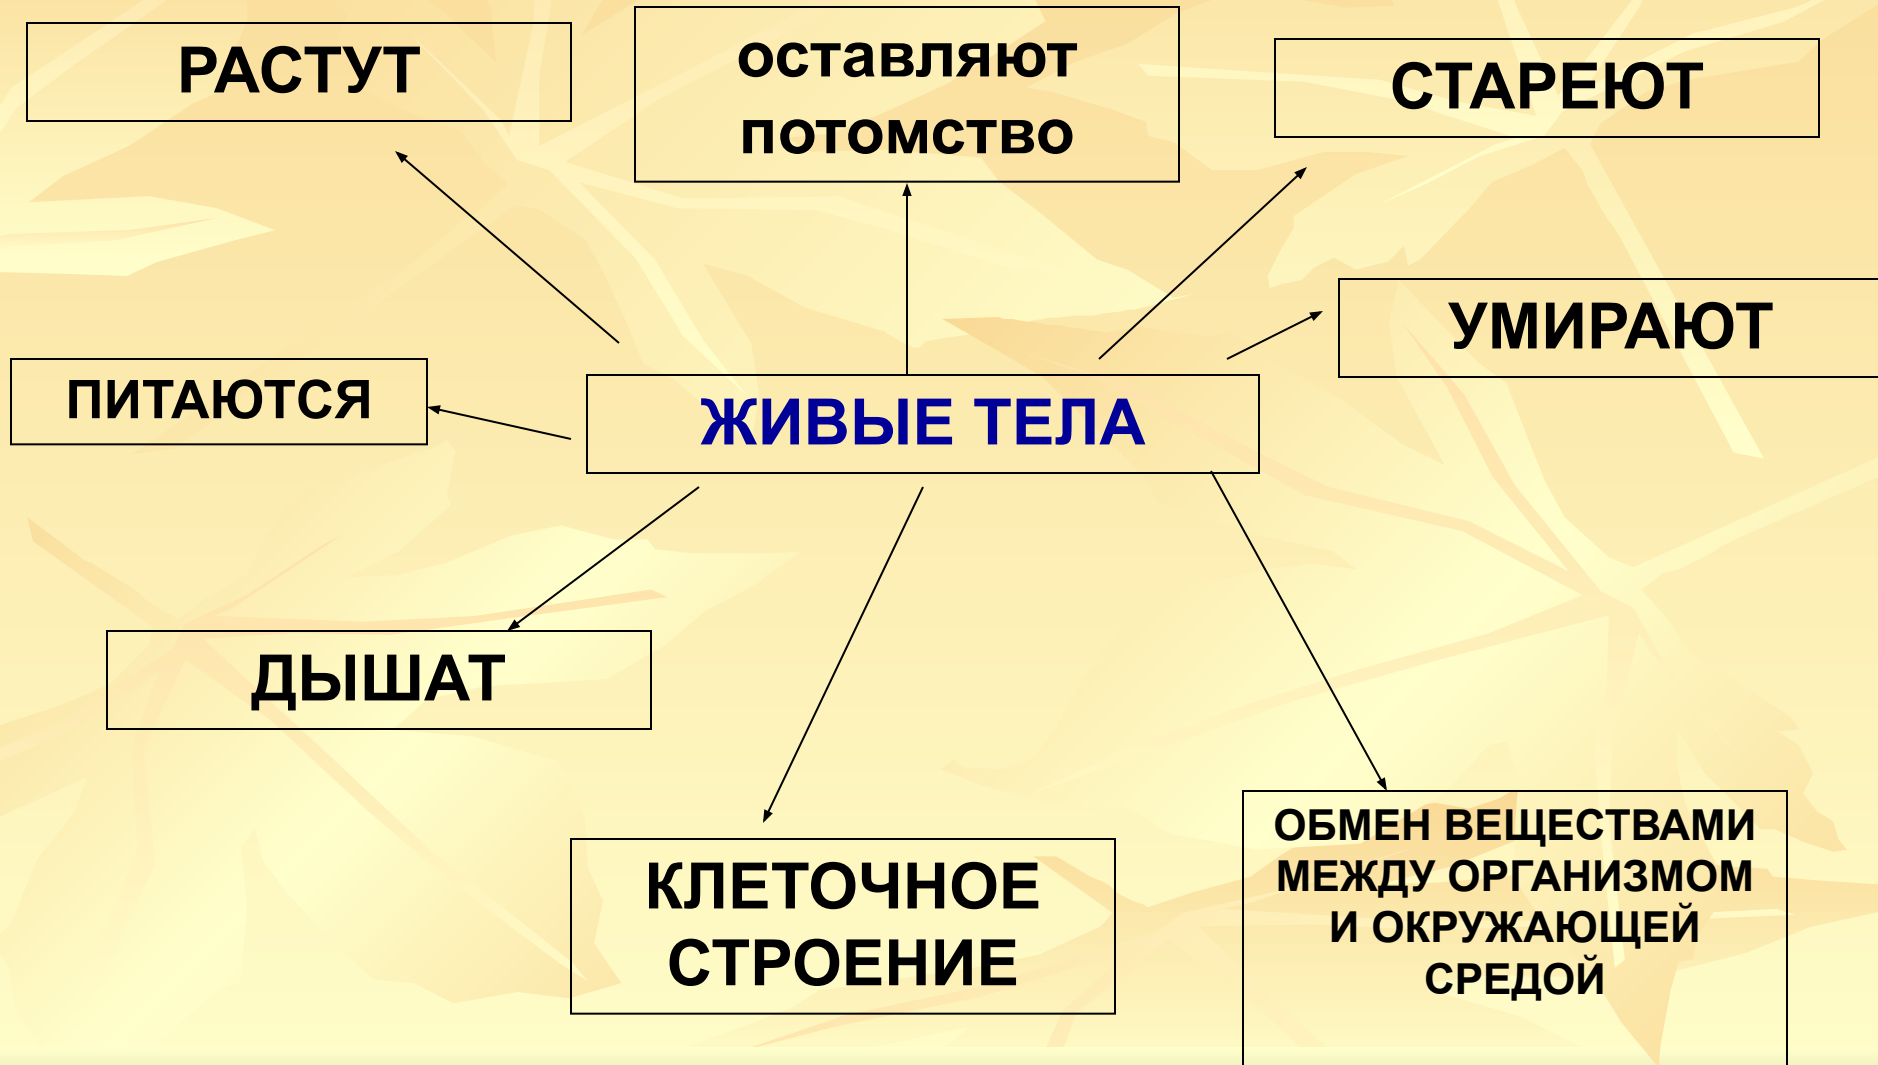 РАСТУТ
оставляют
потомство
СТАРЕЮТ
УМИРАЮТ
ПИТАЮТСЯ
ЖИВЫЕ ТЕЛА
ДЫШАТ
КЛЕТОЧНОЕ
СТРОЕНИЕ
ОБМЕН ВЕЩЕСТВАМИ
МЕЖДУ ОРГАНИЗМОМ
И ОКРУЖАЮЩЕЙ
СРЕДОЙ